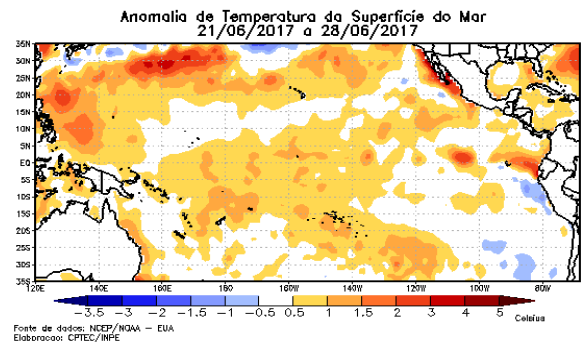 Anomalia de Temperatura da Superfície do Mar
21/06/2017 a 28/06/2017
35N
30N
25N
20N
15N
10N
5N
EQ
5S
10S
15S
20S
25S
30S
35S
120E 140E 160E 180 160W 140W 120W 100W 80W
-3.5 -3 -2 -1.5 -1 -0.5 0.5 1 1.5 2 3 4 5 Celsius
Fonte de dados: NCEP/NOAA - EUA
Elaboracao: CPTEC/INPE